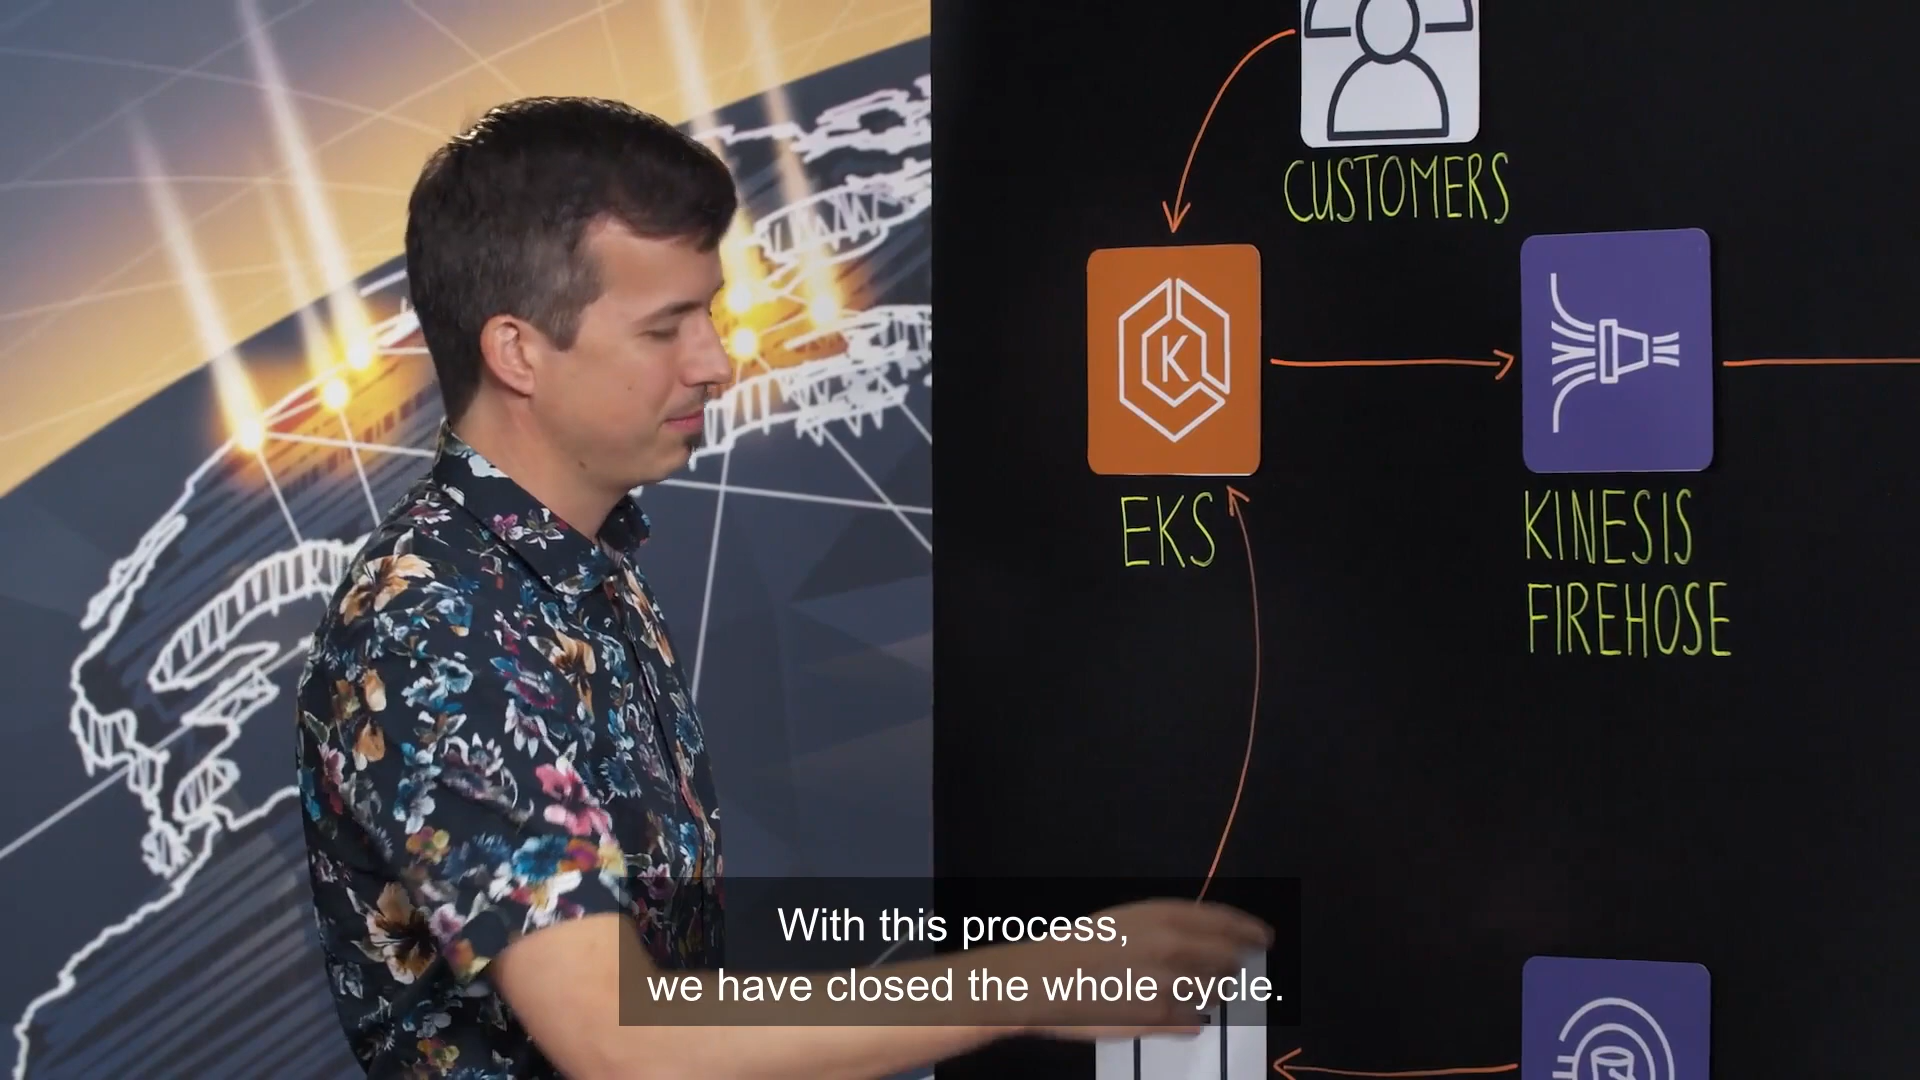 CUSTOMERS
K
EKS
KINESIS
FIREHOSE
With this process,
we have closed the whole cycle.